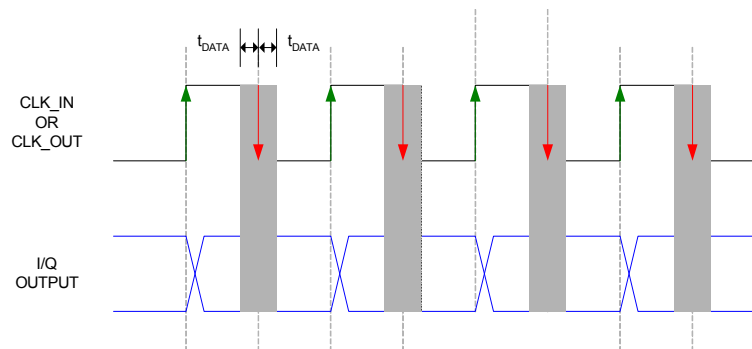 tDATA tDATA
CLK_IN
OR
CLK_OUT
I/Q
OUTPUT